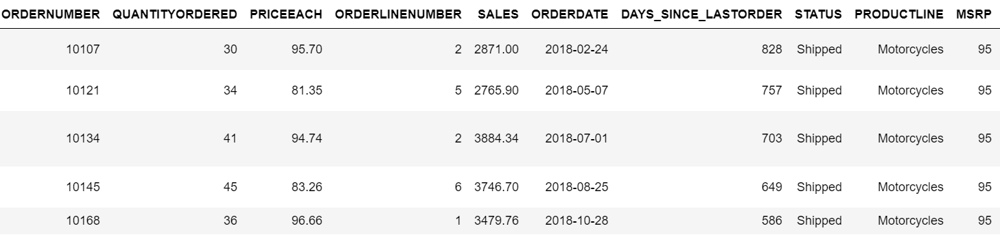 ORDERNUMBER QUANTITYORDERED PRICEEACH ORDERLINENUMBER SALES ORDERDATE DAYS_SINCE_LASTORDER STATUS PRODUCTLINE MSRP
10107 30 95.70 2 2871.00 2018-02-24 828 Shipped Motorcycles 95
10121 34 81.35 5 2765.90 2018-05-07 757 Shipped Motorcycles 95
10134 41 94.74 2 3884.34 2018-07-01 703 Shipped Motorcycles 95
10145 45 83.26 6 3746.70 2018-08-25 649 Shipped Motorcycles 95
10168 36 96.66 1 3479.76 2018-10-28 586 Shipped Motorcycles 95